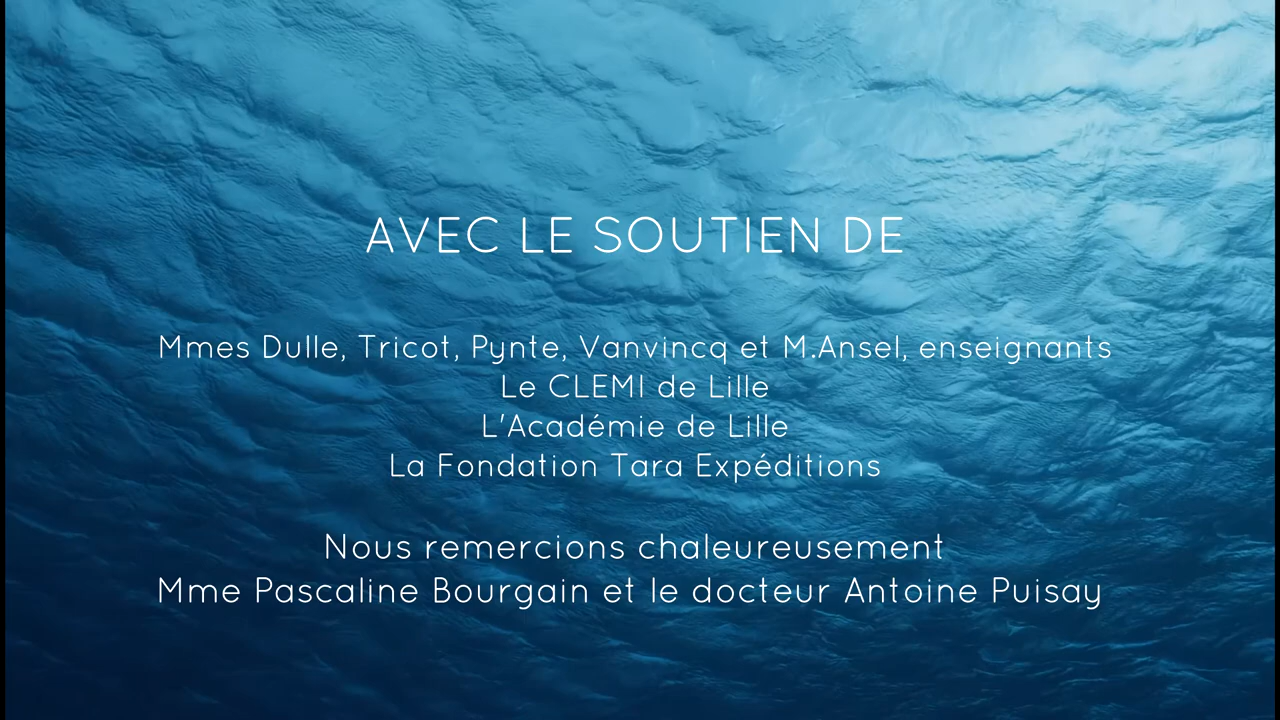 AVEC LE SOUTIEN DE
Mmes Dulle, Tricot, Pynte, Vanvincq et M.Ansel, enseignants
Le CLEMI de Lille
L'Académie de Lille
La Fondation Tara Expéditions
Nous remercions chaleureusement
Mme Pascaline Bourgain et le docteur Antoine Puisay